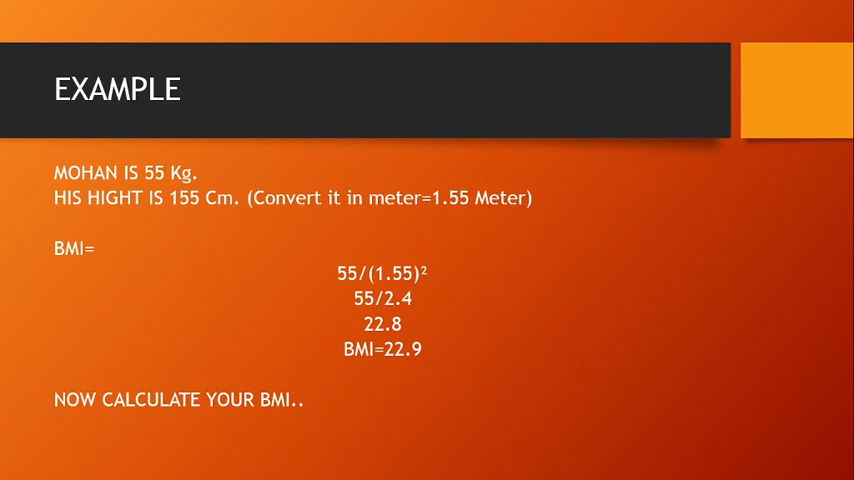 EXAMPLE
MOHAN IS 55 Kg.
HIS HIGHT IS 155 Cm. (Convert it in meter=1.55 Meter)
BMI=
55/(1.55)²
55/2.4
22.8
BMI=22.9
NOW CALCULATE YOUR BMI..